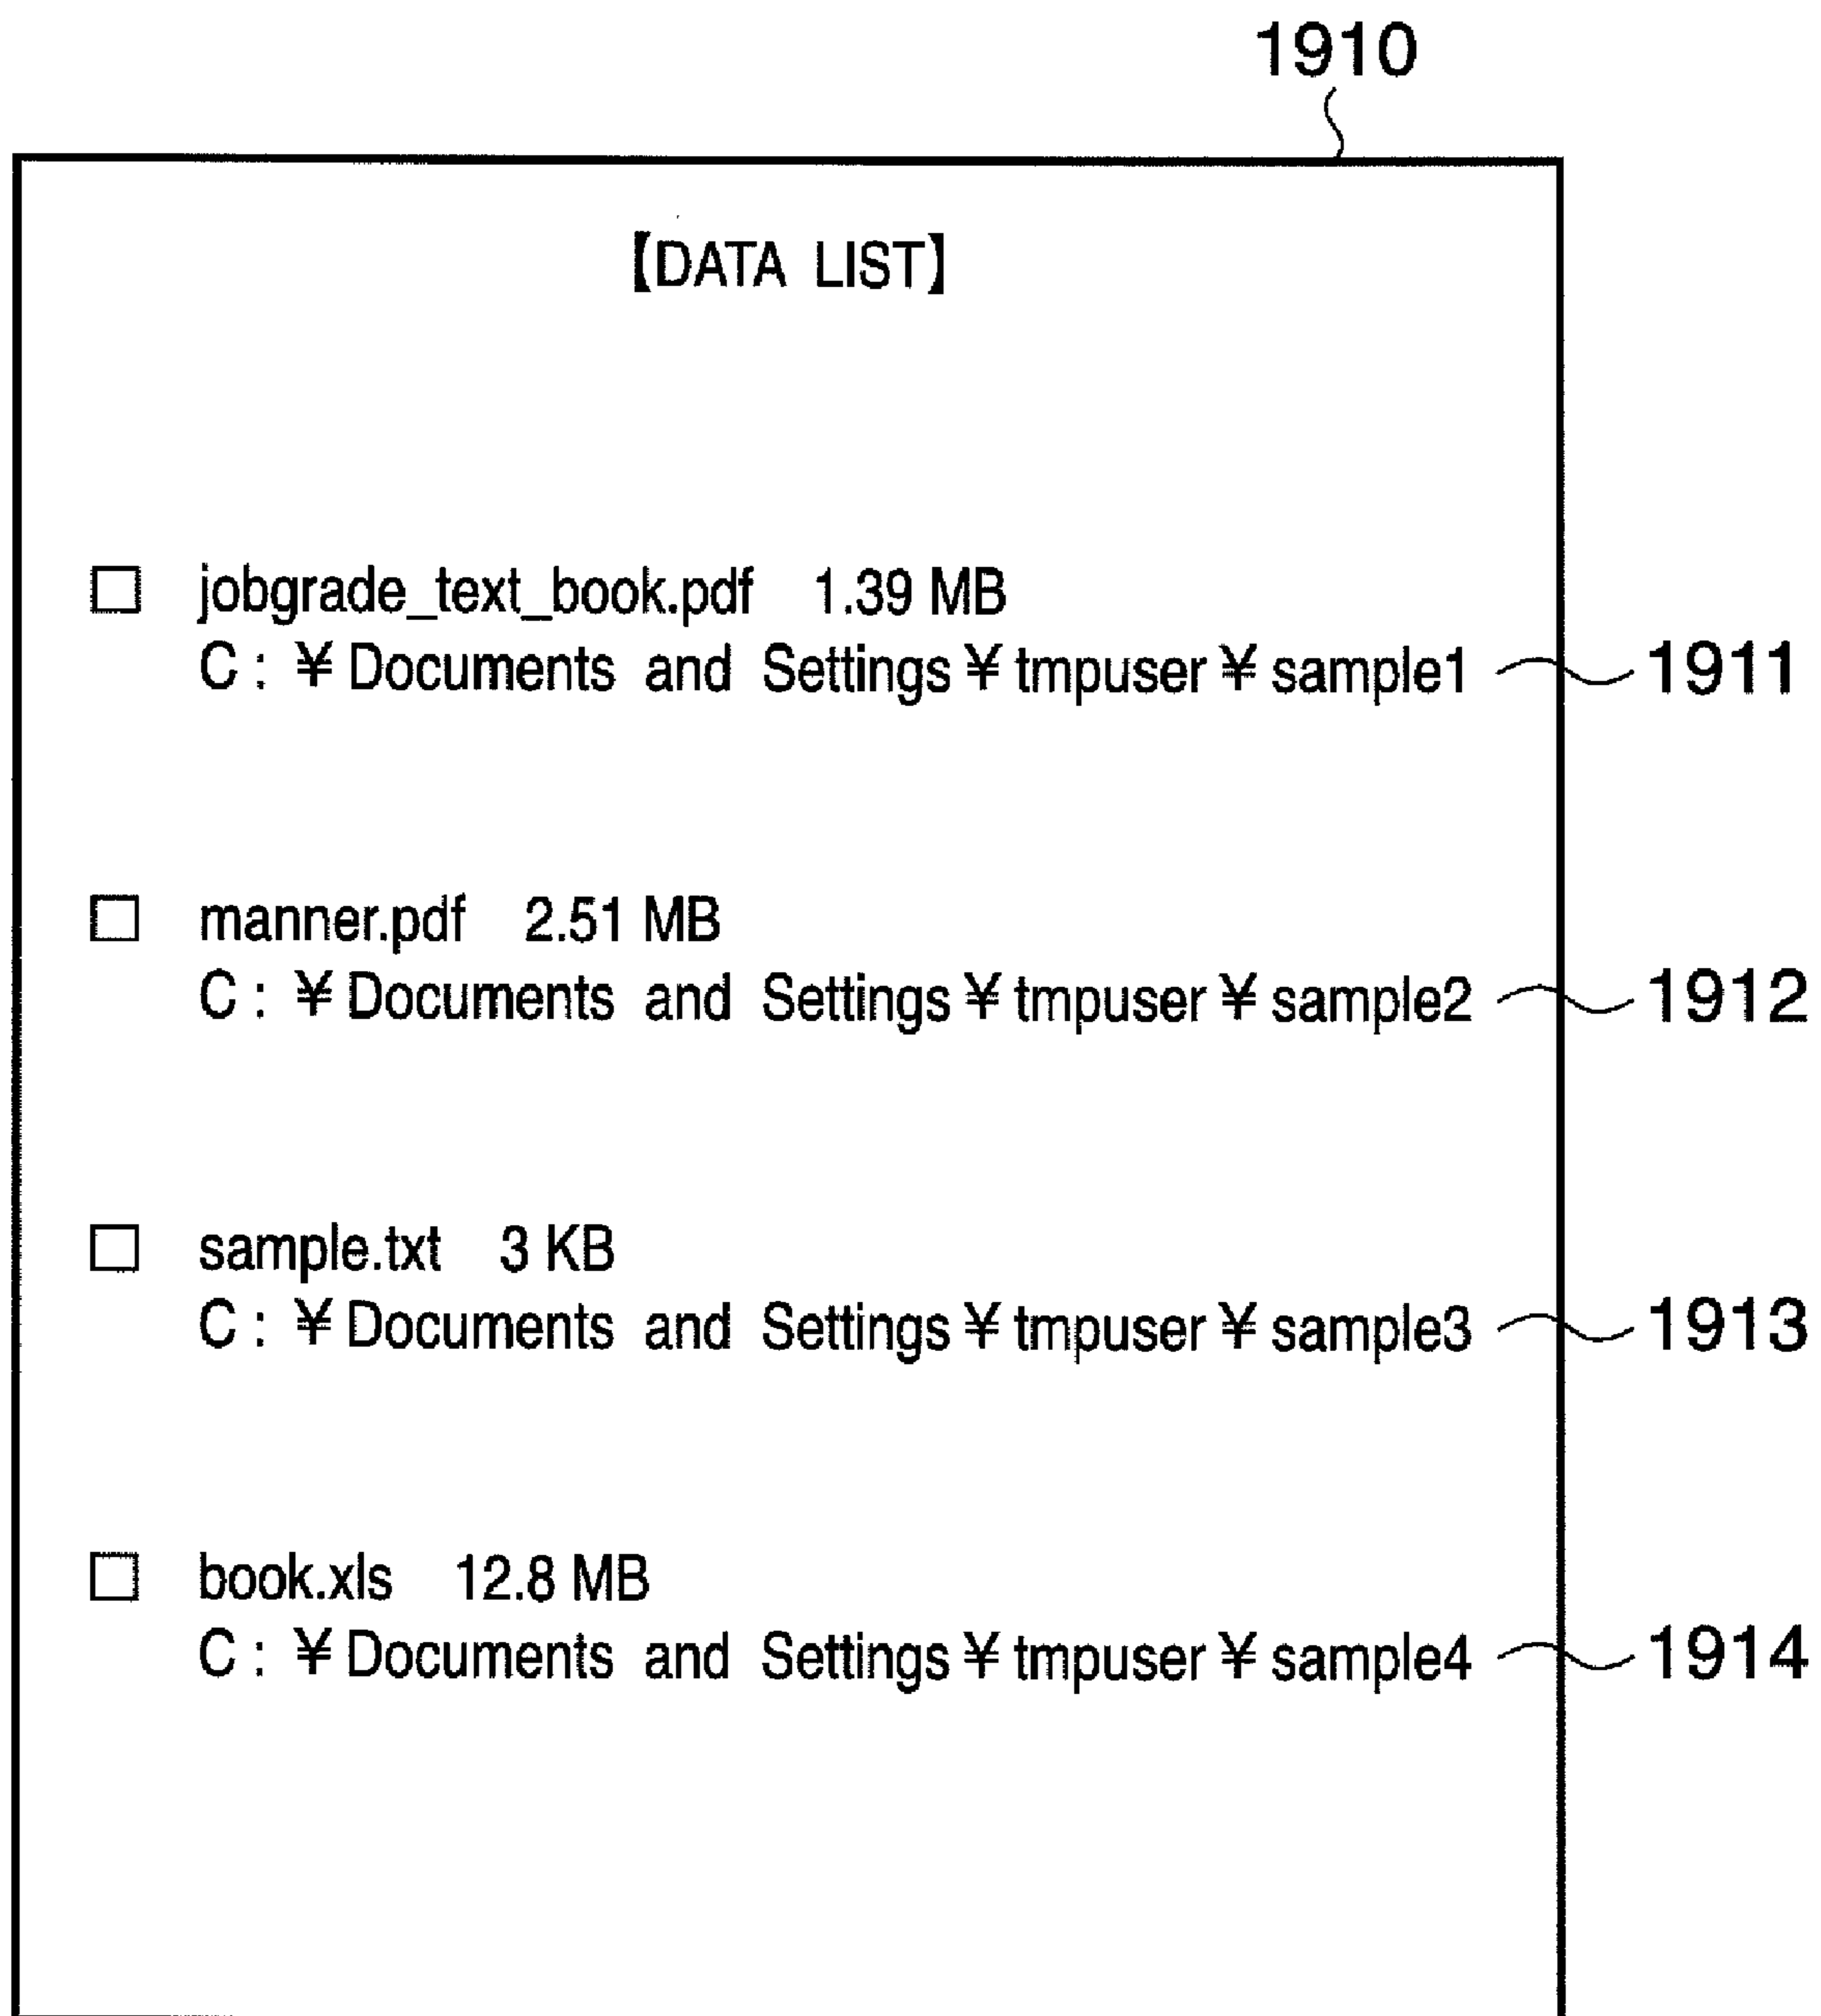 1910
【DATA LIST】
jobgrade_text_book.pdf 1.39 MB
C : ¥ Documents and Settings ¥ tmpuser ¥ sample1 1911
manner.pdf 2.51 MB
C : ¥ Documents and Settings ¥ tmpuser ¥ sample2 1912
sample.txt 3 KB
C : ¥ Documents and Settings ¥ tmpuser ¥ sample3 1913
book.xls 12.8 MB
C : ¥ Documents and Settings ¥ tmpuser ¥ sample4 1914